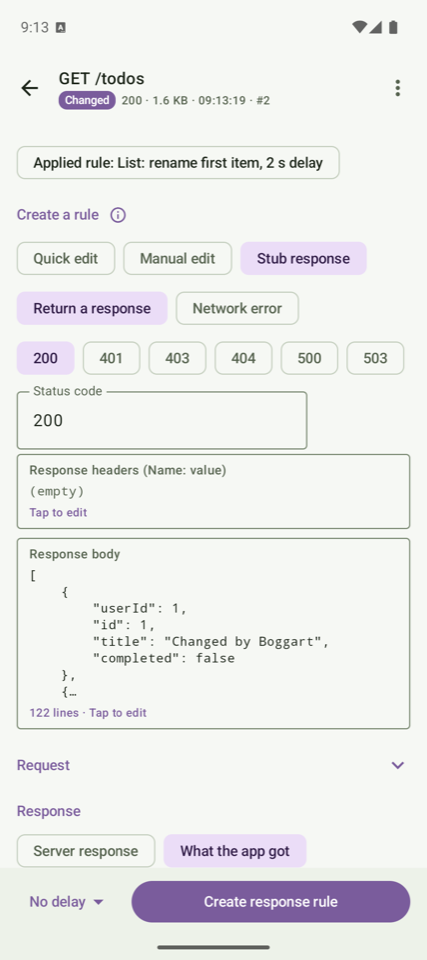 9:13 A
GET /todos
Changed 200 · 1.6 KB · 09:13:19 · #2
Applied rule: List: rename first item, 2 s delay
Create a rule
Quick edit Manual edit Stub response
Return a response Network error
200 401 403 404 500 503
Status code
200
Response headers (Name: value)
(empty)
Tap to edit
Response body
[
    {
        "userId": 1,
        "id": 1,
        "title": "Changed by Boggart",
        "completed": false
    },
    {…
122 lines · Tap to edit
Request
Response
Server response What the app got
No delay Create response rule